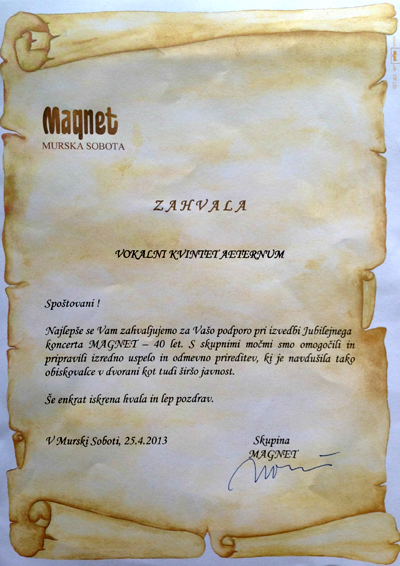 Magnet
MURSKA SOBOTA
ZAHVALA
VOKALNI KVINTET AETERNUM
Spoštovani !
Najlepše se Vam zahvaljujemo za Vašo podporo pri izvedbi Jubilejnega
koncerta MAGNET – 40 let. S skupnimi močmi smo omogočili in
pripravili izredno uspelo in odmevno prireditev, ki je navdušila tako
obiskovalce v dvorani kot tudi širšo javnost.
Še enkrat iskrena hvala in lep pozdrav.
V Murski Soboti, 25.4.2013
Skupina
MAGNET